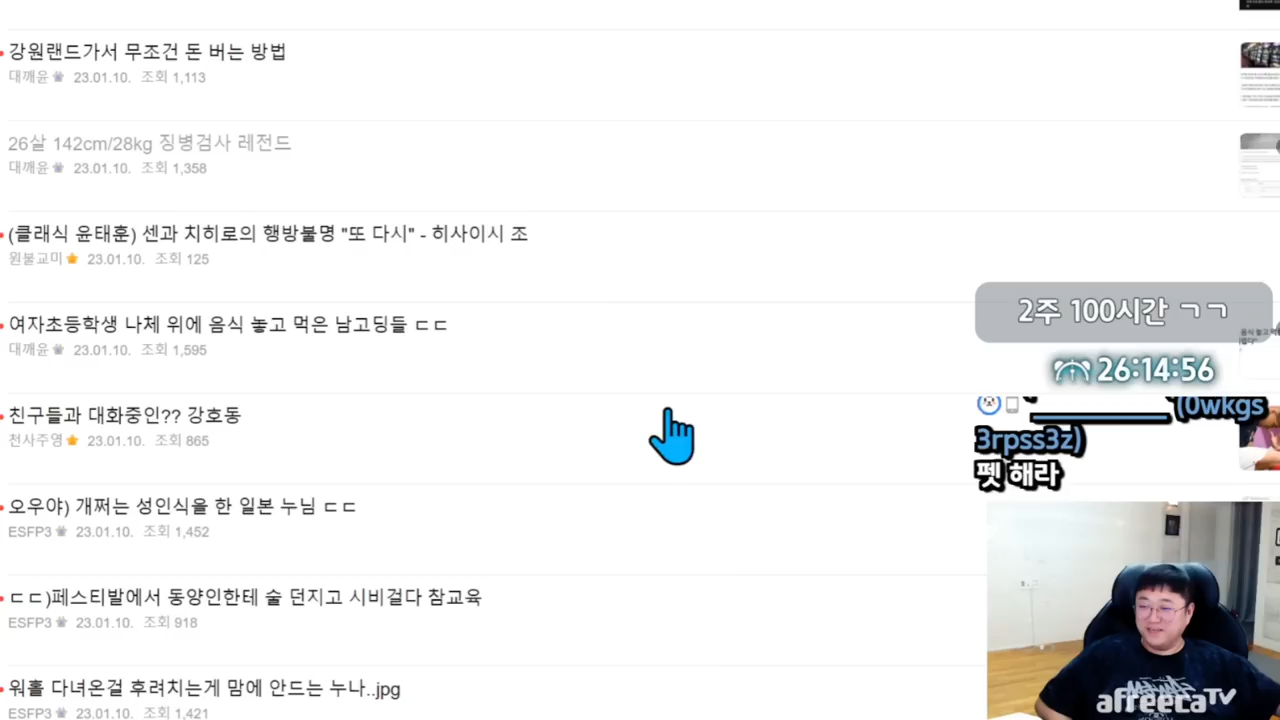 강원랜드가서 무조건 돈 버는 방법
대깨윤 23.01.10. 조회 1,113
26살 142cm/28kg 징병검사 레전드
대깨윤 23.01.10. 조회 1,358
(클래식 윤태훈) 센과 치히로의 행방불명 "또 다시" - 히사이시 조
원불교미 23.01.10. 조회 125
여자초등학생 나체 위에 음식 놓고 먹은 남고딩들 ㄷㄷ
대깨윤 23.01.10. 조회 1,595
친구들과 대화중인?? 강호동
천사주영 23.01.10. 조회 865
오우야) 개쩌는 성인식을 한 일본 누님 ㄷㄷ
ESFP3 23.01.10. 조회 1,452
ㄷㄷ)페스티발에서 동양인한테 술 던지고 시비걸다 참교육
ESFP3 23.01.10. 조회 918
워홀 다녀온걸 후려치는게 맘에 안드는 누나..jpg
ESFP3 23.01.10. 조회 1,421
2주 100시간 ㄱㄱ
26:14:56
(0wkgs
3rpss3z)
펫 해라
afreecaTV